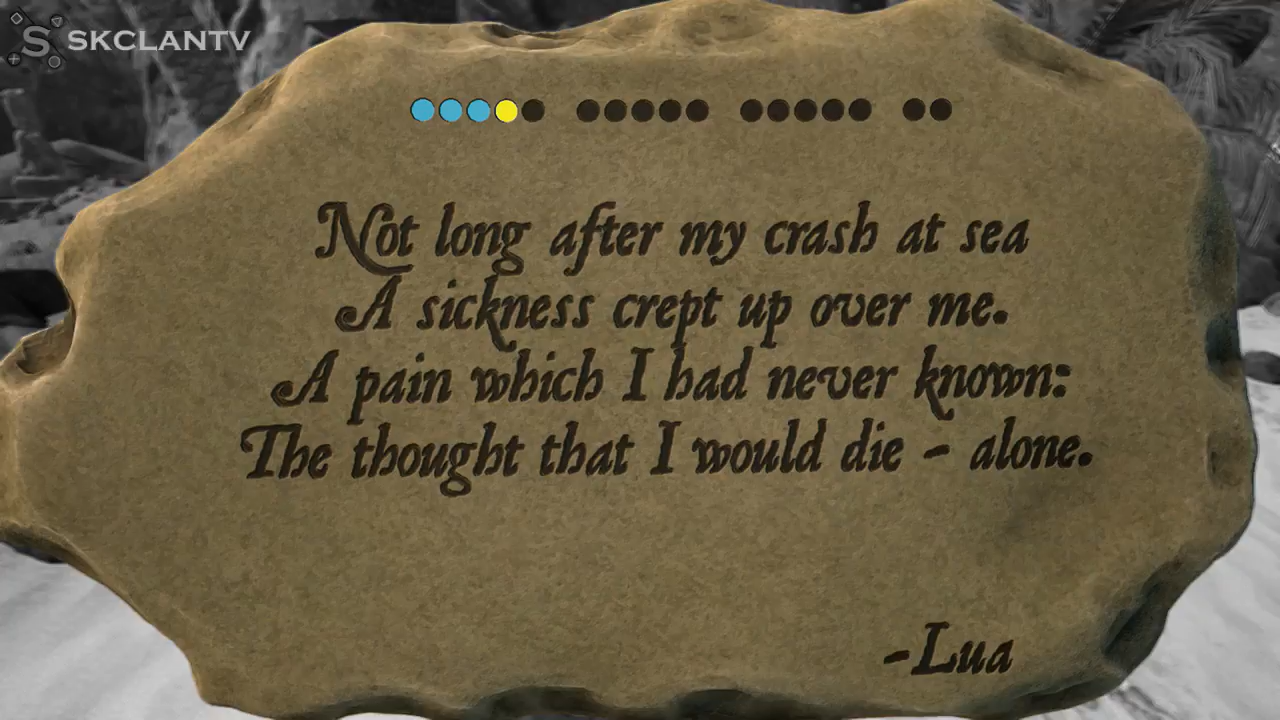 SKCLANTV
Not long after my crash at sea
A sickness crept up over me.
A pain which I had never known:
The thought that I would die - alone.
-Lua